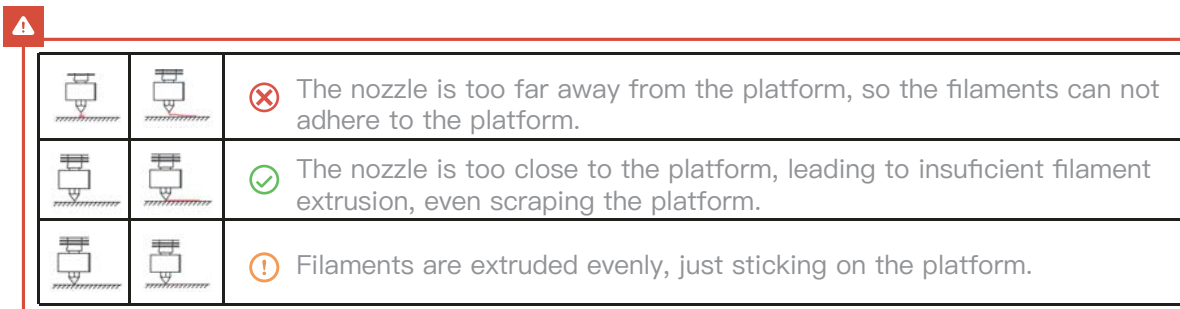 The nozzle is too far away from the platform, so the filaments can not
adhere to the platform.
The nozzle is too close to the platform, leading to insuficient filament
extrusion, even scraping the platform.
Filaments are extruded evenly, just sticking on the platform.